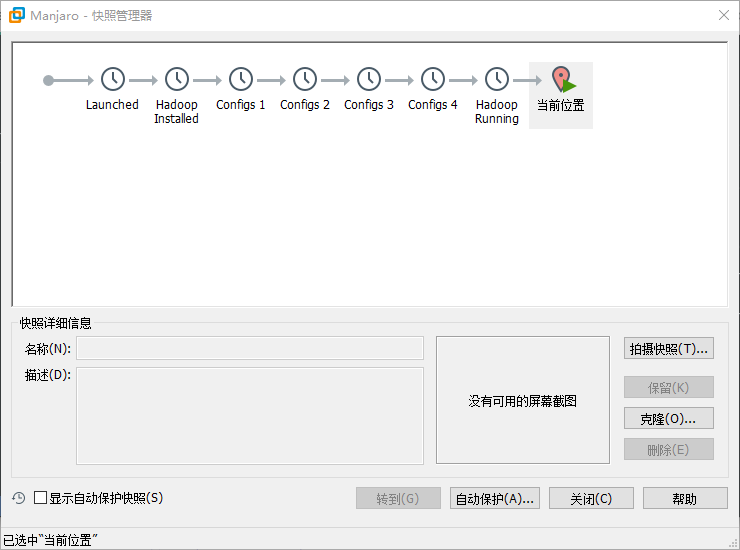 Manjaro - 快照管理器
Launched
Hadoop
Installed
Configs 1
Configs 2
Configs 3
Configs 4
Hadoop
Running
当前位置
快照详细信息
名称(N):
描述(D):
没有可用的屏幕截图
拍摄快照(T)...
保留(K)
克隆(O)...
删除(E)
显示自动保护快照(S)
转到(G)
自动保护(A)...
关闭(C)
帮助
已选中“当前位置”